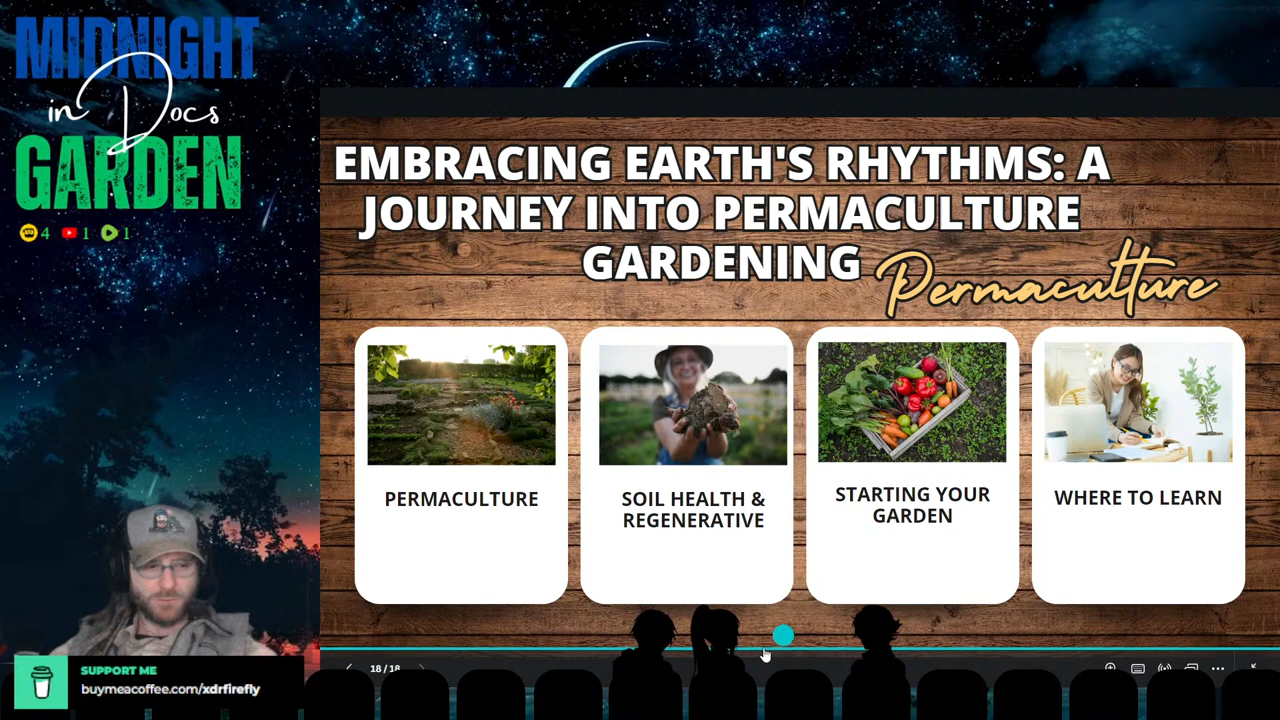 MIDNIGHT
in Docs
GARDEN
4 1 1
EMBRACING EARTH'S RHYTHMS: A
JOURNEY INTO PERMACULTURE
GARDENING
Permaculture
PERMACULTURE
SOIL HEALTH &
REGENERATIVE
STARTING YOUR
GARDEN
WHERE TO LEARN
18 / 18
SUPPORT ME
buymeacoffee.com/xdrfirefly